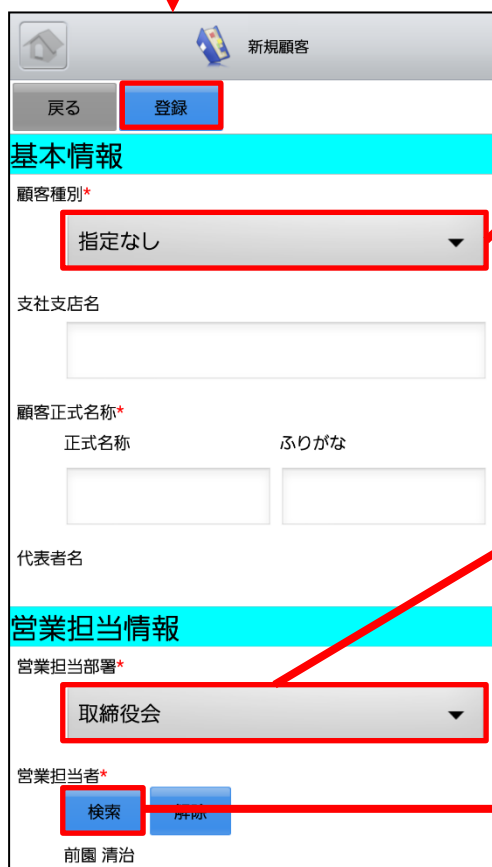 新規顧客
戻る 登録
基本情報
顧客種別*
指定なし
支社支店名
顧客正式名称*
正式名称 ふりがな
代表者名
営業担当情報
営業担当部署*
取締役会
営業担当者*
検索 解除
前園 清治